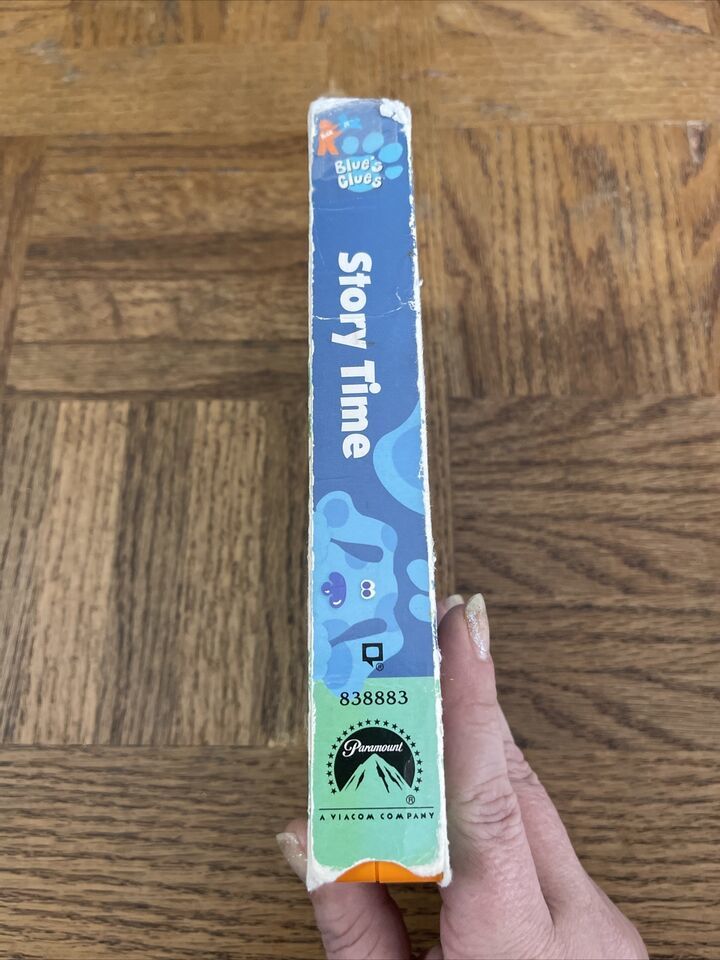 Blue's
Clues
Story Time
838883
Paramount
®
A VIACOM COMPANY